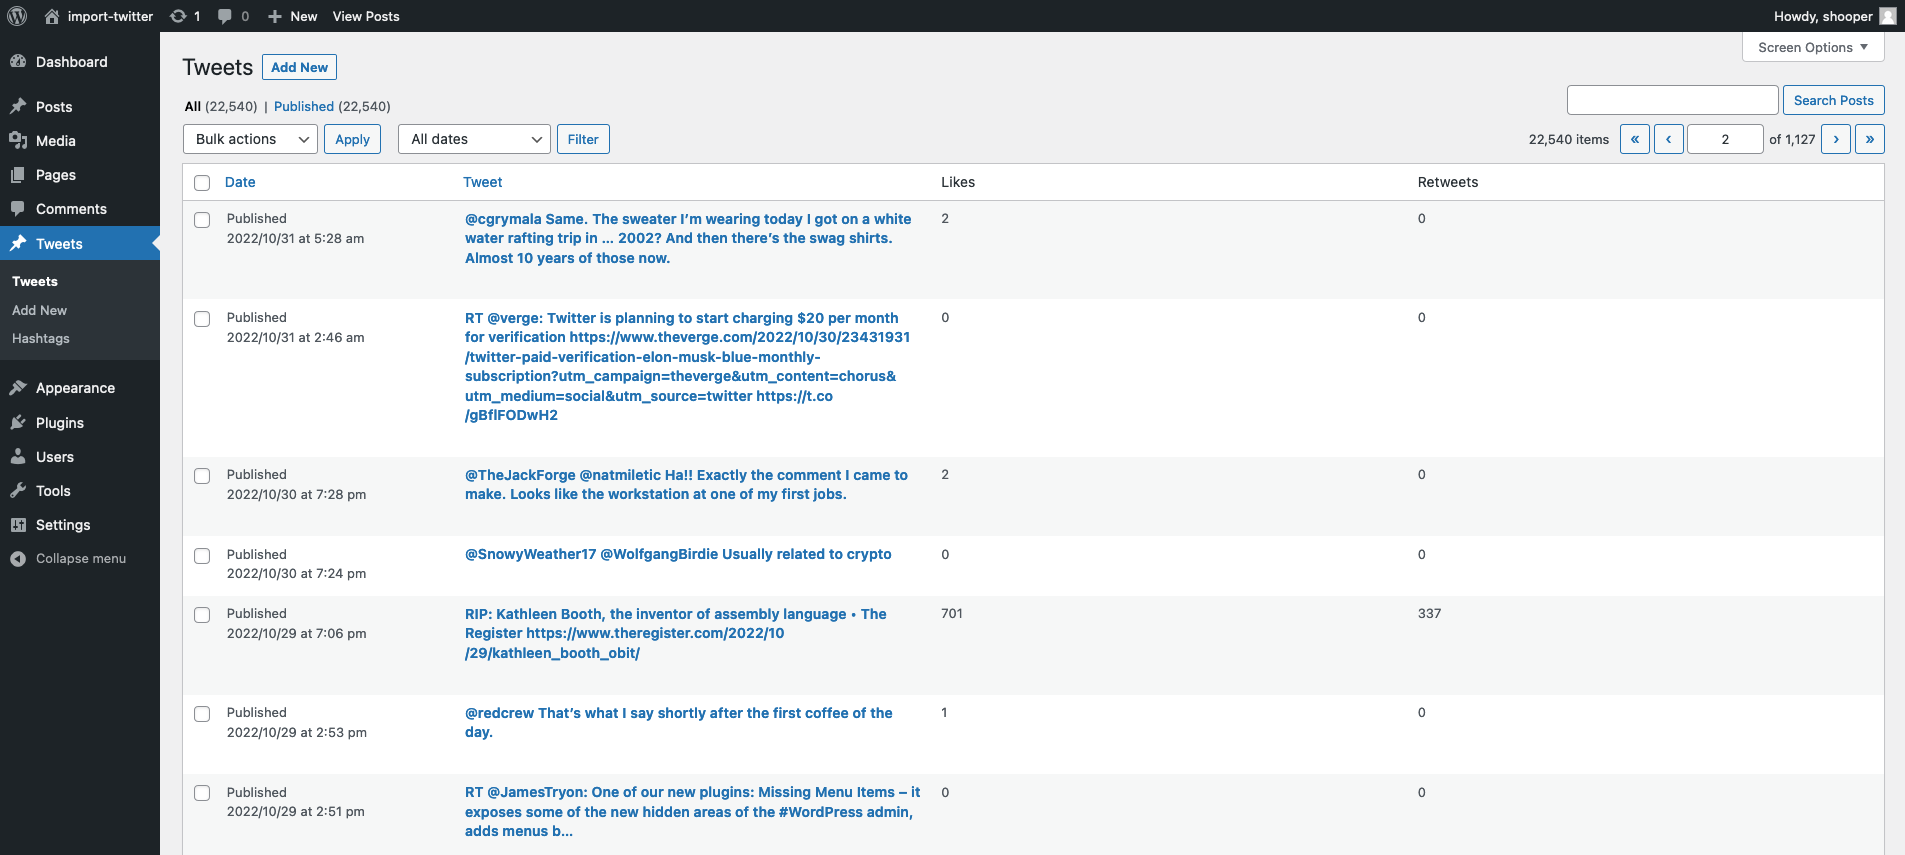 import-twitter 1 0 New View Posts Howdy, shooper
Screen Options
Dashboard
Posts
Media
Pages
Comments
Tweets
Tweets
Add New
Hashtags
Appearance
Plugins
Users
Tools
Settings
Collapse menu
Tweets Add New
All (22,540) | Published (22,540)
Search Posts
Bulk actions Apply All dates Filter
22,540 items « ‹ 2 of 1,127 › »
Date Tweet Likes Retweets
Published
2022/10/31 at 5:28 am
@cgrymala Same. The sweater I’m wearing today I got on a white
water rafting trip in ... 2002? And then there’s the swag shirts.
Almost 10 years of those now.
2 0
Published
2022/10/31 at 2:46 am
RT @verge: Twitter is planning to start charging $20 per month
for verification https://www.theverge.com/2022/10/30/23431931
/twitter-paid-verification-elon-musk-blue-monthly-
subscription?utm_campaign=theverge&utm_content=chorus&
utm_medium=social&utm_source=twitter https://t.co
/gBflFODwH2
0 0
Published
2022/10/30 at 7:28 pm
@TheJackForge @natmiletic Ha!! Exactly the comment I came to
make. Looks like the workstation at one of my first jobs.
2 0
Published
2022/10/30 at 7:24 pm
@SnowyWeather17 @WolfgangBirdie Usually related to crypto
0 0
Published
2022/10/29 at 7:06 pm
RIP: Kathleen Booth, the inventor of assembly language • The
Register https://www.theregister.com/2022/10
/29/kathleen_booth_obit/
701 337
Published
2022/10/29 at 2:53 pm
@redcrew That’s what I say shortly after the first coffee of the
day.
1 0
Published
2022/10/29 at 2:51 pm
RT @JamesTryon: One of our new plugins: Missing Menu Items – it
exposes some of the new hidden areas of the #WordPress admin,
adds menus b...
0 0